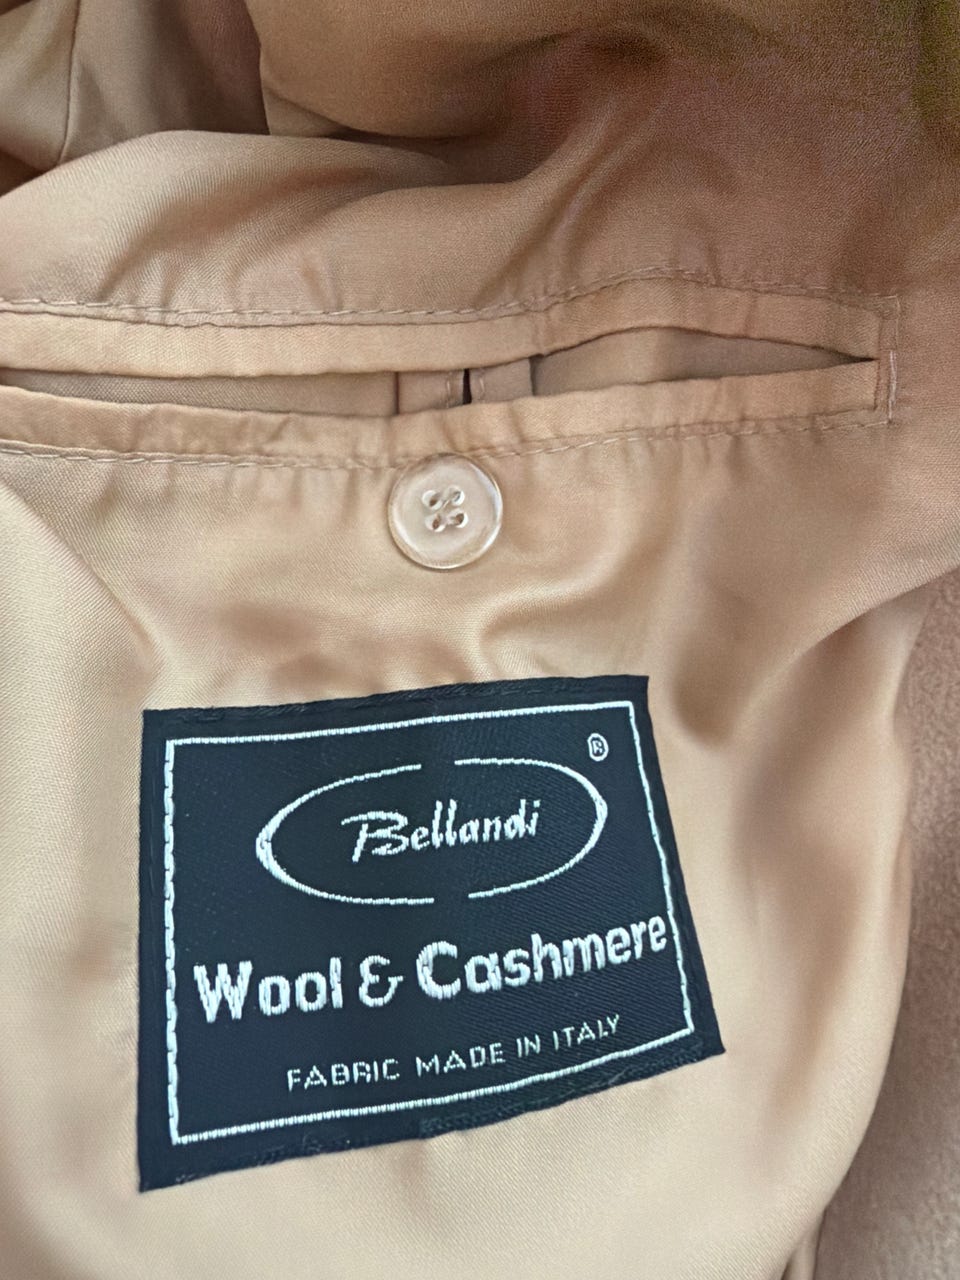 ®
Bellandi
Wool & Cashmere
FABRIC MADE IN ITALY